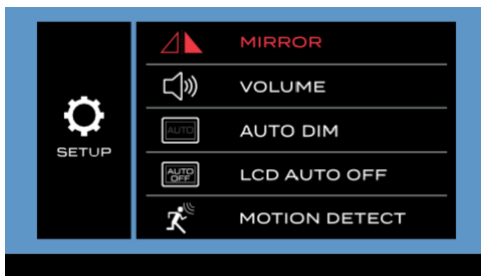 MIRROR
VOLUME
AUTO
AUTO DIM
SETUP
AUTO
OFF
LCD AUTO OFF
MOTION DETECT